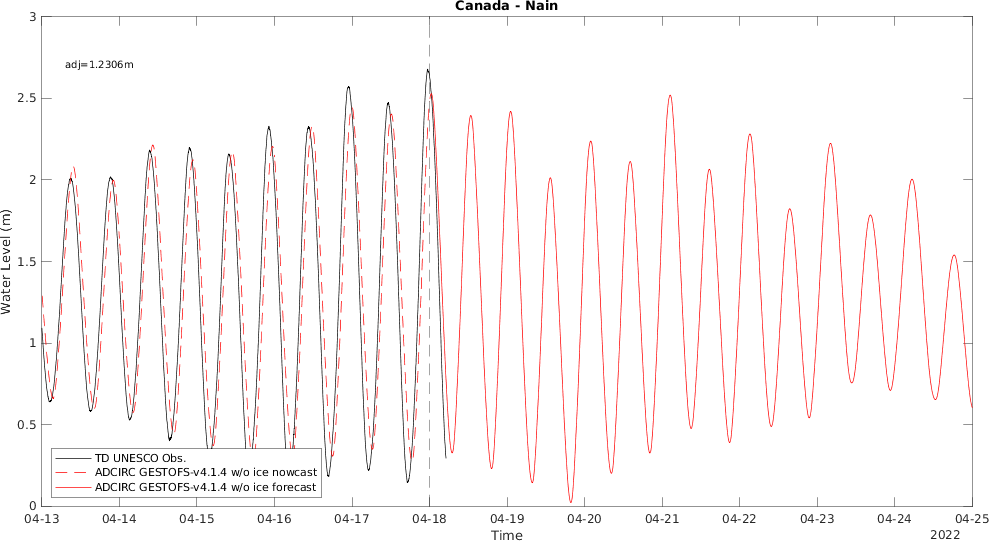 Canada - Nain
3
adj=1.2306m
2.5
2
Water Level (m)
1.5
1
0.5
TD UNESCO Obs.
ADCIRC GESTOFS-v4.1.4 w/o ice nowcast
ADCIRC GESTOFS-v4.1.4 w/o ice forecast
0
04-13 04-14 04-15 04-16 04-17 04-18 04-19 04-20 04-21 04-22 04-23 04-24 04-25
Time
2022